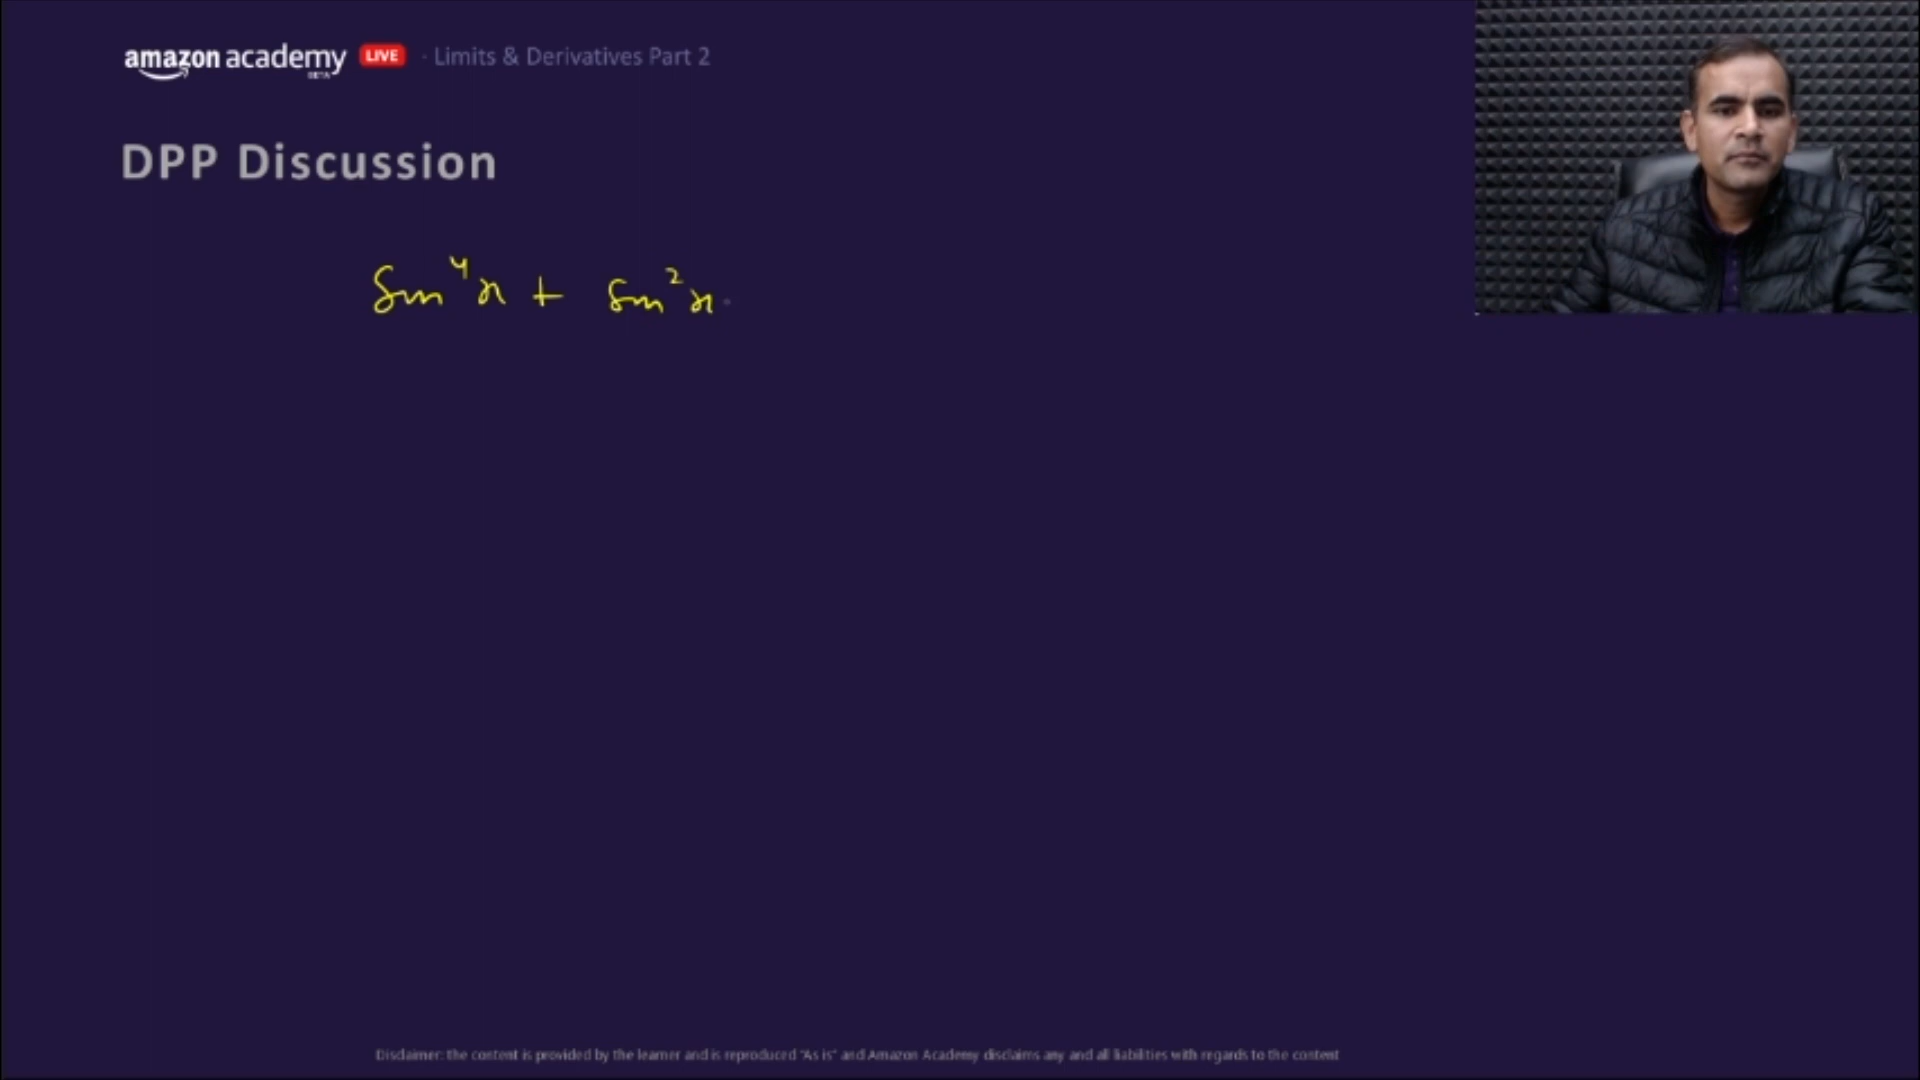 amazon academy BETA LIVE · Limits & Derivatives Part 2
DPP Discussion
Sin⁴x + Sin²x
Disclaimer: the content is provided by the learner and is reproduced "As is" and Amazon Academy disclaims any and all liabilities with regards to the content